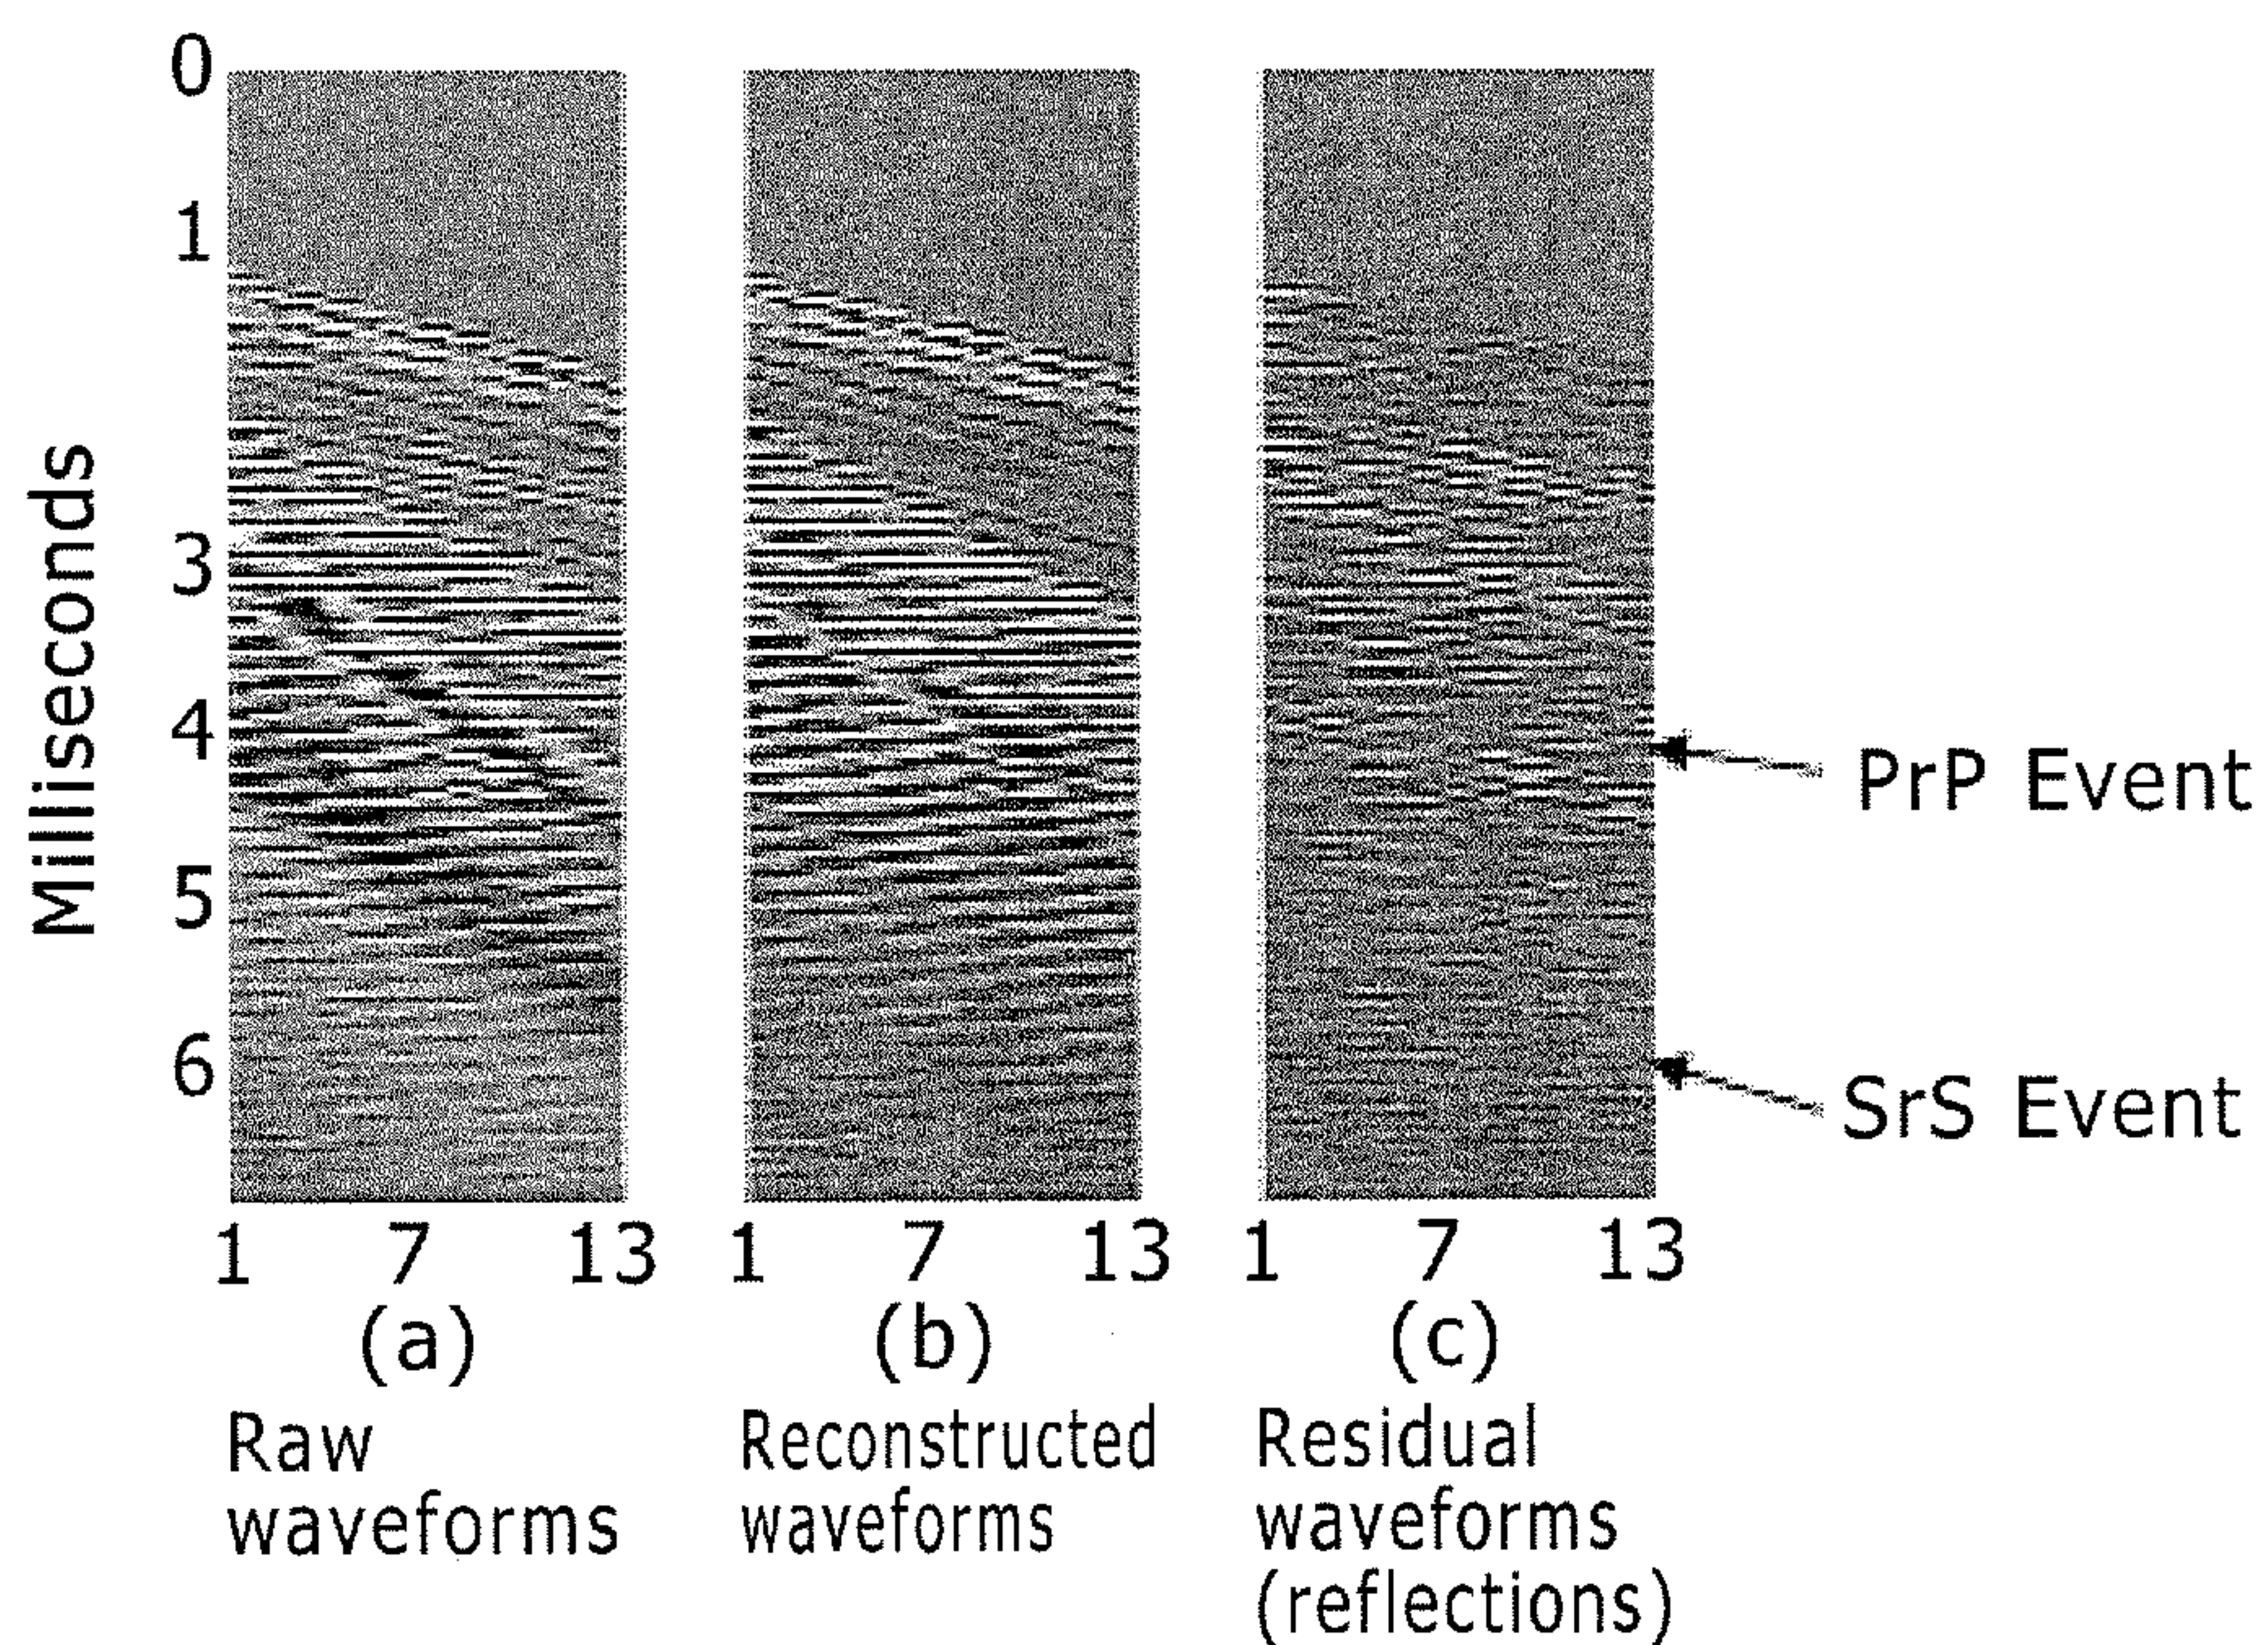 Milliseconds
0
1
3
4
5
6
PrP Event
SrS Event
1 7 13
1 7 13
1 7 13
(a)
(b)
(c)
Raw
waveforms
Reconstructed
waveforms
Residual
waveforms
(reflections)